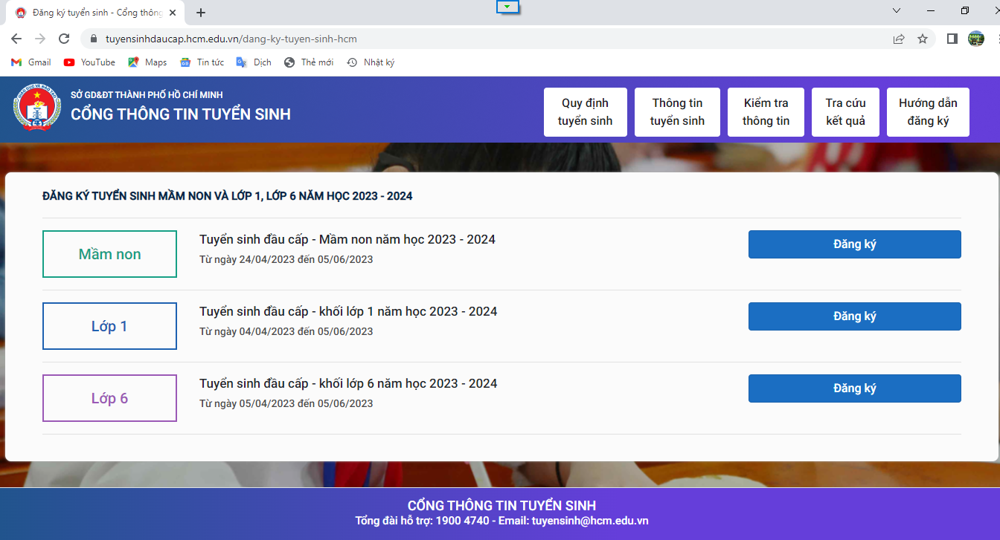 Đăng ký tuyển sinh - Cổng thông
tuyensinhdaucap.hcm.edu.vn/dang-ky-tuyen-sinh-hcm
Gmail YouTube Maps Tin tức Dịch Thẻ mới Nhật ký
SỞ GD&ĐT THÀNH PHỐ HỒ CHÍ MINH
CỔNG THÔNG TIN TUYỂN SINH
Quy định
tuyển sinh
Thông tin
tuyển sinh
Kiểm tra
thông tin
Tra cứu
kết quả
Hướng dẫn
đăng ký
ĐĂNG KÝ TUYỂN SINH MẦM NON VÀ LỚP 1, LỚP 6 NĂM HỌC 2023 - 2024
Mầm non
Tuyển sinh đầu cấp - Mầm non năm học 2023 - 2024
Từ ngày 24/04/2023 đến 05/06/2023
Đăng ký
Lớp 1
Tuyển sinh đầu cấp - khối lớp 1 năm học 2023 - 2024
Từ ngày 04/04/2023 đến 05/06/2023
Đăng ký
Lớp 6
Tuyển sinh đầu cấp - khối lớp 6 năm học 2023 - 2024
Từ ngày 05/04/2023 đến 05/06/2023
Đăng ký
CỔNG THÔNG TIN TUYỂN SINH
Tổng đài hỗ trợ: 1900 4740 - Email: tuyensinh@hcm.edu.vn